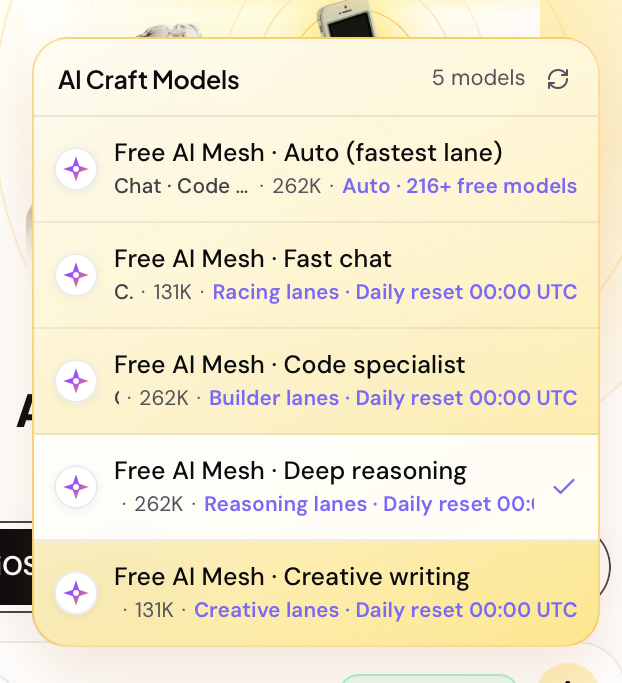 AI Craft Models
5 models
Free AI Mesh · Auto (fastest lane)
Chat · Code ... · 262K · Auto · 216+ free models
Free AI Mesh · Fast chat
C. · 131K · Racing lanes · Daily reset 00:00 UTC
Free AI Mesh · Code specialist
· 262K · Builder lanes · Daily reset 00:00 UTC
Free AI Mesh · Deep reasoning
· 262K · Reasoning lanes · Daily reset 00:
iOS
Free AI Mesh · Creative writing
· 131K · Creative lanes · Daily reset 00:00 UTC